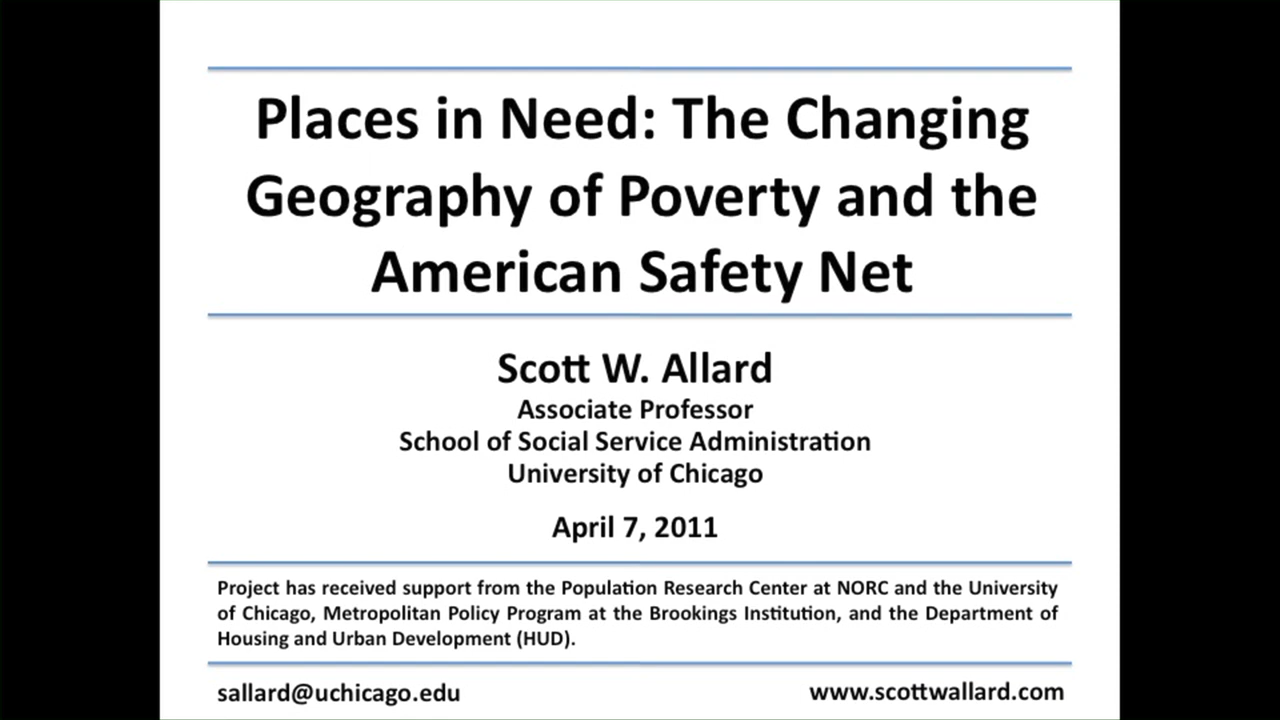 Places in Need: The Changing
Geography of Poverty and the
American Safety Net
Scott W. Allard
Associate Professor
School of Social Service Administration
University of Chicago
April 7, 2011
Project has received support from the Population Research Center at NORC and the University
of Chicago, Metropolitan Policy Program at the Brookings Institution, and the Department of
Housing and Urban Development (HUD).
sallard@uchicago.edu
www.scottwallard.com